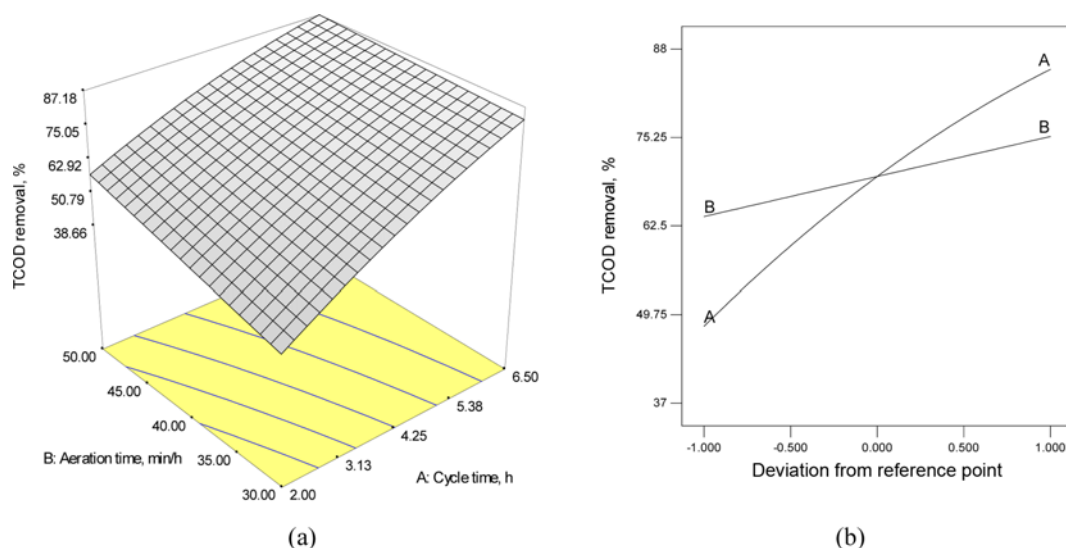 87.18
75.05
62.92
50.79
38.66
TCOD removal, %
50.00
45.00
40.00
35.00
30.00
B: Aeration time, min/h
2.00
3.13
4.25
5.38
6.50
A: Cycle time, h
(a)
88
75.25
62.5
49.75
37
TCOD removal, %
A
B
B
A
-1.000
-0.500
0.000
0.500
1.000
Deviation from reference point
(b)